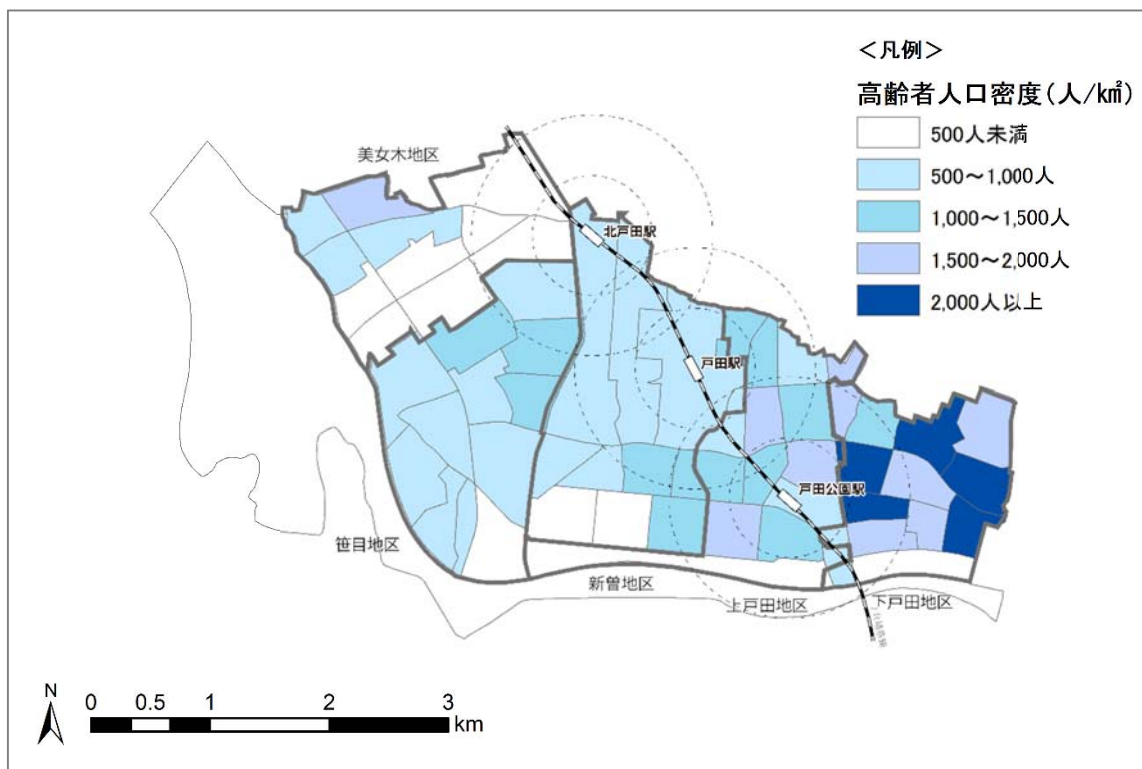 <凡例>
高齢者人口密度(人/k㎡)
500人未満
500～1,000人
1,000～1,500人
1,500～2,000人
2,000人以上
美女木地区
北戸田駅
戸田駅
戸田公園駅
笹目地区
新曽地区
上戸田地区
下戸田地区
N
0 0.5 1 2 3
km